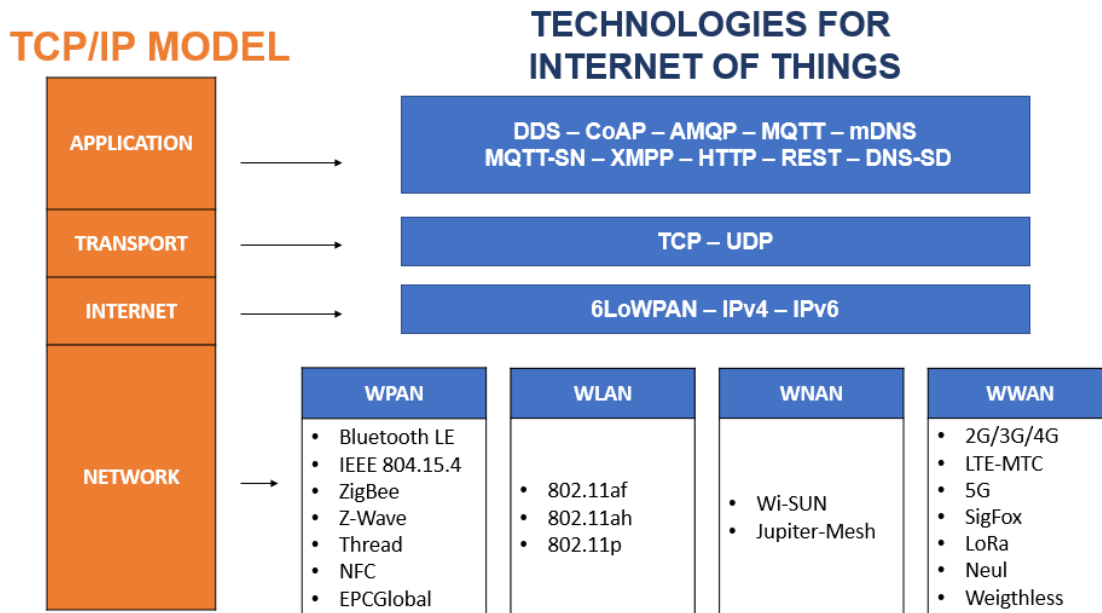 TCP/IP MODEL
TECHNOLOGIES FOR
INTERNET OF THINGS
APPLICATION
DDS – CoAP – AMQP – MQTT – mDNS
MQTT-SN – XMPP – HTTP – REST – DNS-SD
TRANSPORT
TCP – UDP
INTERNET
6LoWPAN – IPv4 – IPv6
NETWORK
WPAN
• Bluetooth LE
• IEEE 804.15.4
• ZigBee
• Z-Wave
• Thread
• NFC
• EPCGlobal
WLAN
• 802.11af
• 802.11ah
• 802.11p
WNAN
• Wi-SUN
• Jupiter-Mesh
WWAN
• 2G/3G/4G
• LTE-MTC
• 5G
• SigFox
• LoRa
• Neul
• Weigthless